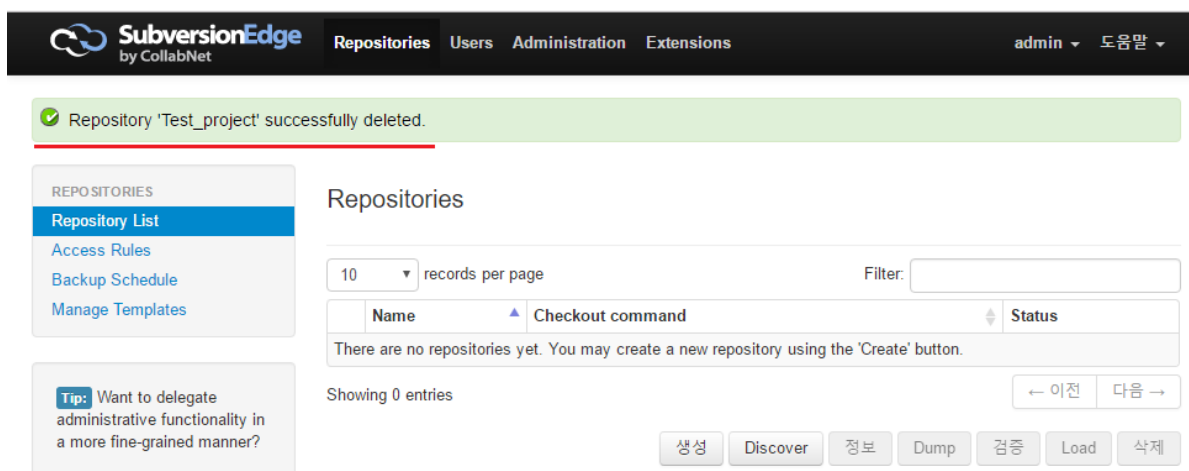 SubversionEdge
by CollabNet
Repositories Users Administration Extensions admin 도움말
Repository 'Test_project' successfully deleted.
REPOSITORIES
Repository List
Access Rules
Backup Schedule
Manage Templates
Tip: Want to delegate
administrative functionality in
a more fine-grained manner?
Repositories
10 records per page Filter:
Name Checkout command Status
There are no repositories yet. You may create a new repository using the 'Create' button.
Showing 0 entries
← 이전 다음 →
생성 Discover 정보 Dump 검증 Load 삭제